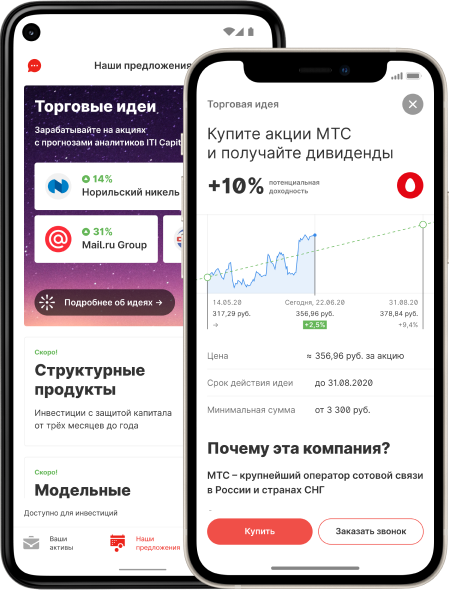 Наши предложения
Торговые идеи
Зарабатывайте на акциях
с прогнозами аналитиков ITI Capit
14%
Норильский никель
31%
Mail.ru Group
Подробнее об идеях →
Скоро!
Структурные
продукты
Инвестиции с защитой капитала
от трёх месяцев до года
Скоро!
Модельные
Доступно для инвестиций
Ваши
активы
Наши
предложения
Торговая идея
Купите акции МТС
и получайте дивиденды
+10%
потенциальная
доходность
14.05.20 Сегодня, 22.06.20 31.08.20
317,29 руб. 356,96 руб. 378,84 руб.
→ +2,5% +9,4%
Цена ≈ 356,96 руб. за акцию
Срок действия идеи до 31.08.2020
Минимальная сумма от 3 300 руб.
Почему эта компания?
МТС – крупнейший оператор сотовой связи
в России и странах СНГ
Купить Заказать звонок